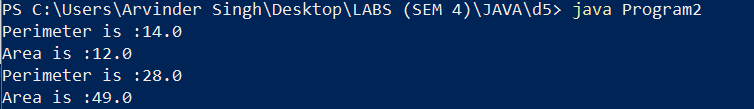 PS C:\Users\Arvinder Singh\Desktop\LABS (SEM 4)\JAVA\d5> java Program2
Perimeter is :14.0
Area is :12.0
Perimeter is :28.0
Area is :49.0